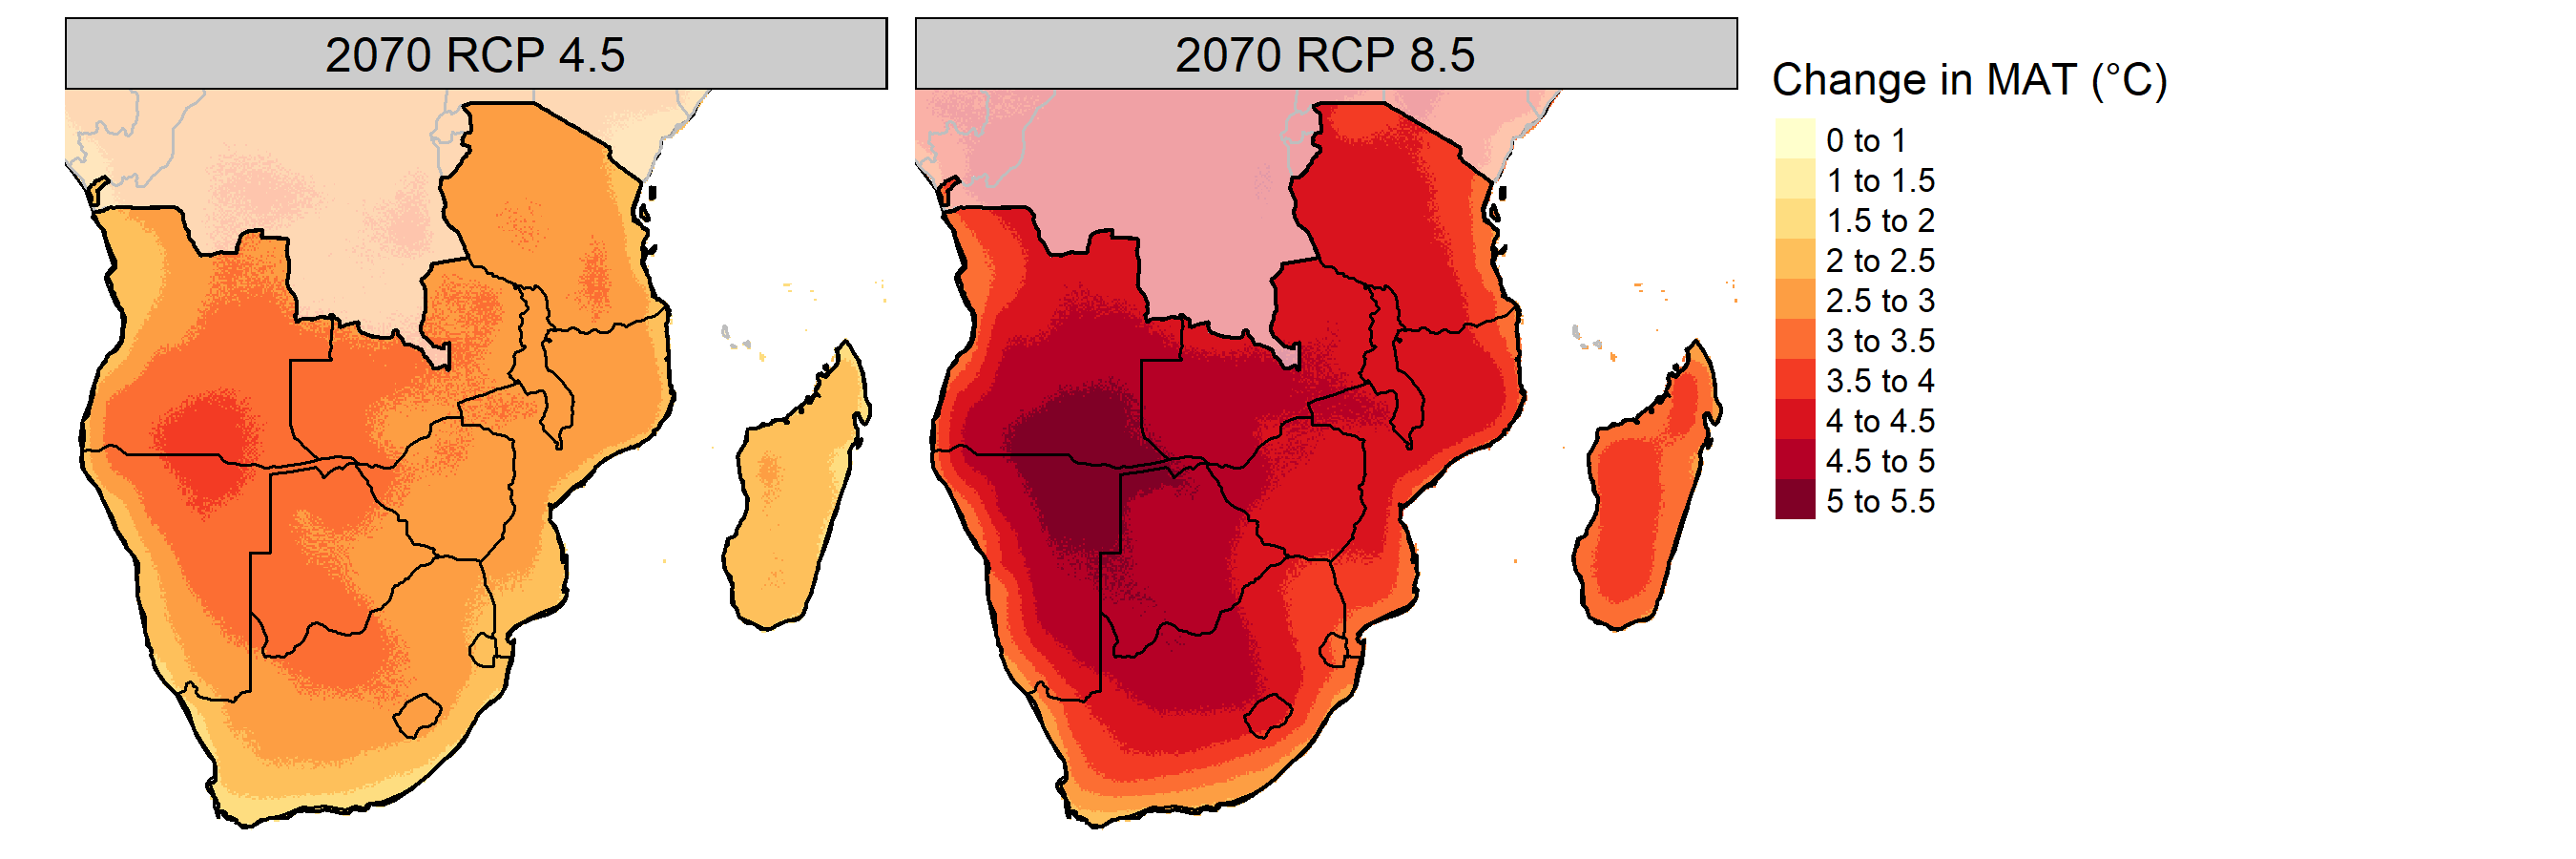 2070 RCP 4.5
2070 RCP 8.5
Change in MAT (°C)
0 to 1
1 to 1.5
1.5 to 2
2 to 2.5
2.5 to 3
3 to 3.5
3.5 to 4
4 to 4.5
4.5 to 5
5 to 5.5